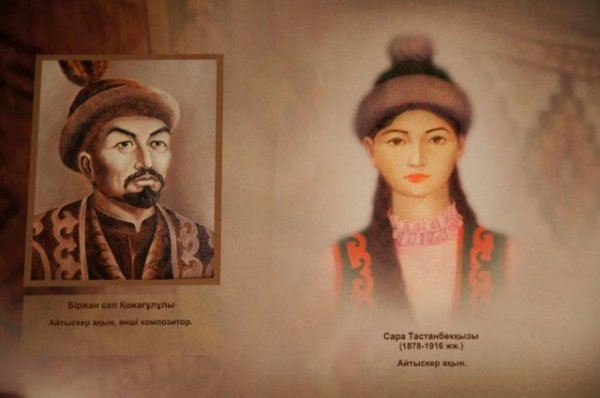 Біржан сал Қожағұлұлы
Айтыскер ақын, әнші композитор.
Сара Тастанбекқызы
(1878-1916 жж.)
Айтыскер ақын.